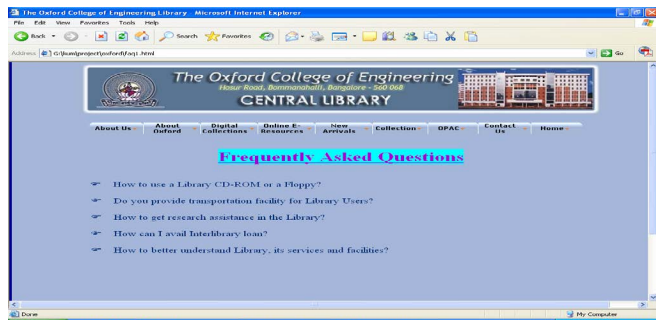 The Oxford College of Engineering Library - Microsoft Internet Explorer
File Edit View Favorites Tools Help
Back Search Favorites
Address G:\huml\project\oxford\faq1.html Go
The Oxford College of Engineering
Hosur Road, Bommanahalli, Bangalore - 560 068
CENTRAL LIBRARY
About Us About Oxford Digital Collections Online E-Resources New Arrivals Collection OPAC Contact Us Home
Frequently Asked Questions
How to use a Library CD-ROM or a Floppy?
Do you provide transportation facility for Library Users?
How to get research assistance in the Library?
How can I avail Interlibrary loan?
How to better understand Library, its services and facilities?
Done My Computer